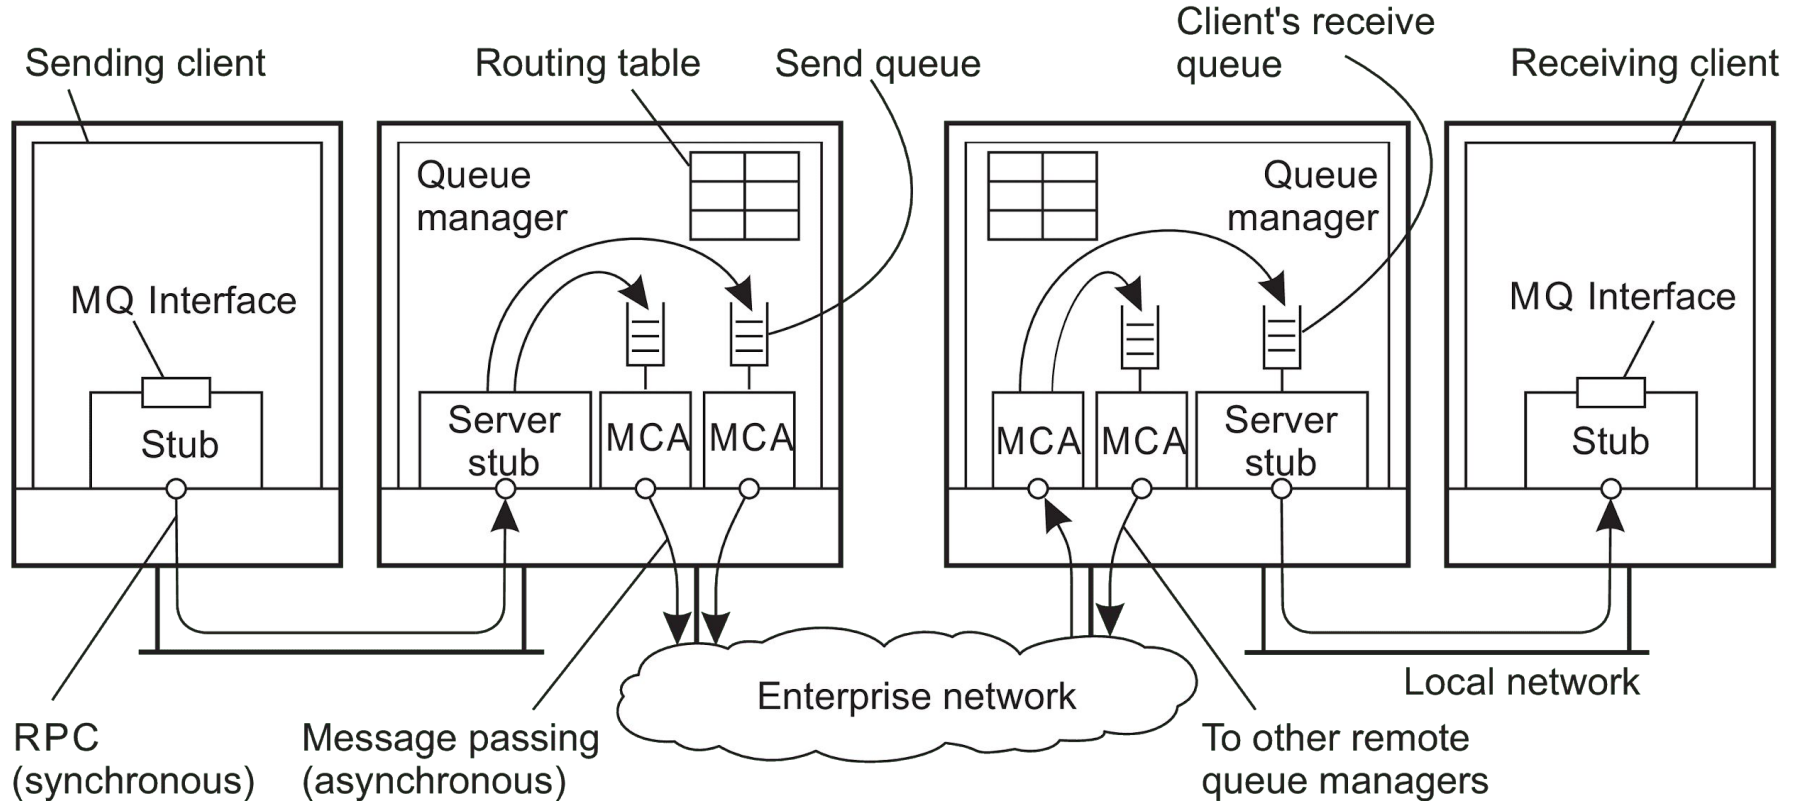 Sending client
Routing table
Send queue
Client's receive
queue
Receiving client
Queue
manager
Queue
manager
MQ Interface
MQ Interface
Stub
Server
stub
MCA
MCA
MCA
MCA
Server
stub
Stub
Enterprise network
Local network
RPC
(synchronous)
Message passing
(asynchronous)
To other remote
queue managers